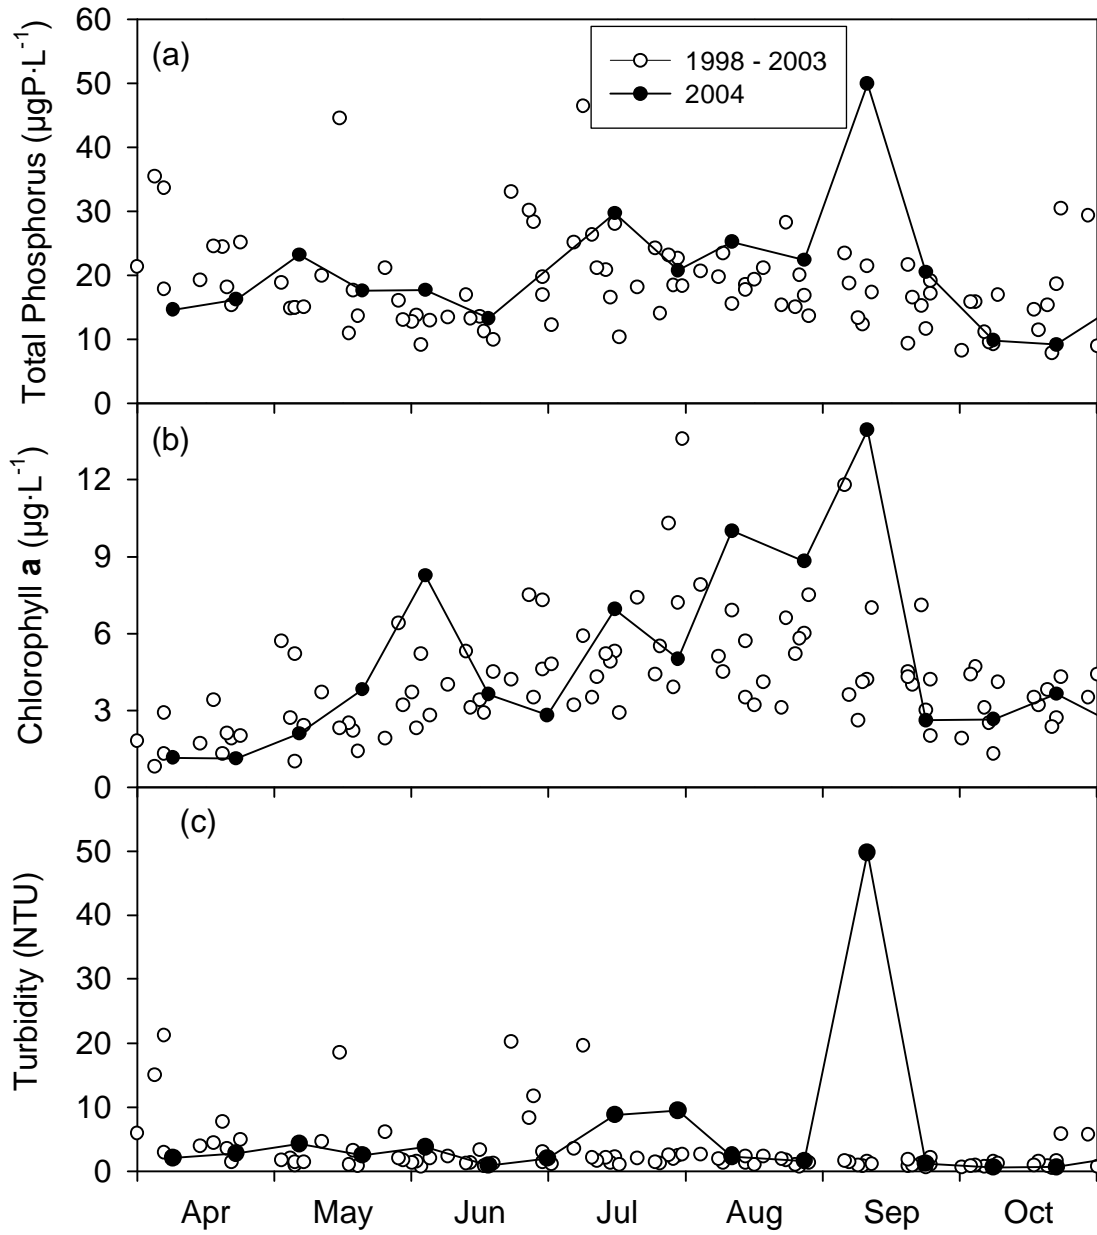 60
(a)
1998 - 2003
2004
50
40
30
20
10
0
Total Phosphorus (µgP·L⁻¹)
(b)
12
9
6
3
0
Chlorophyll a (µg·L⁻¹)
(c)
50
40
30
20
10
0
Turbidity (NTU)
Apr May Jun Jul Aug Sep Oct